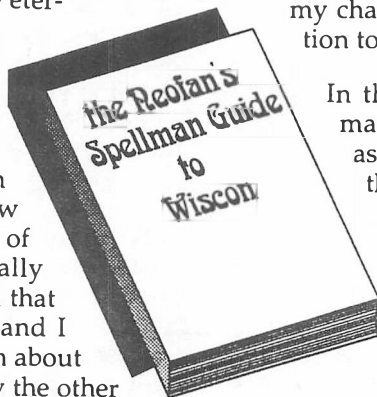 eter-
my cha
tion to
In th
ma
as
th
the Neofan's
Spellman Guide
to
Wiscon
n
w
of
ally
that
and I
n about
y the other